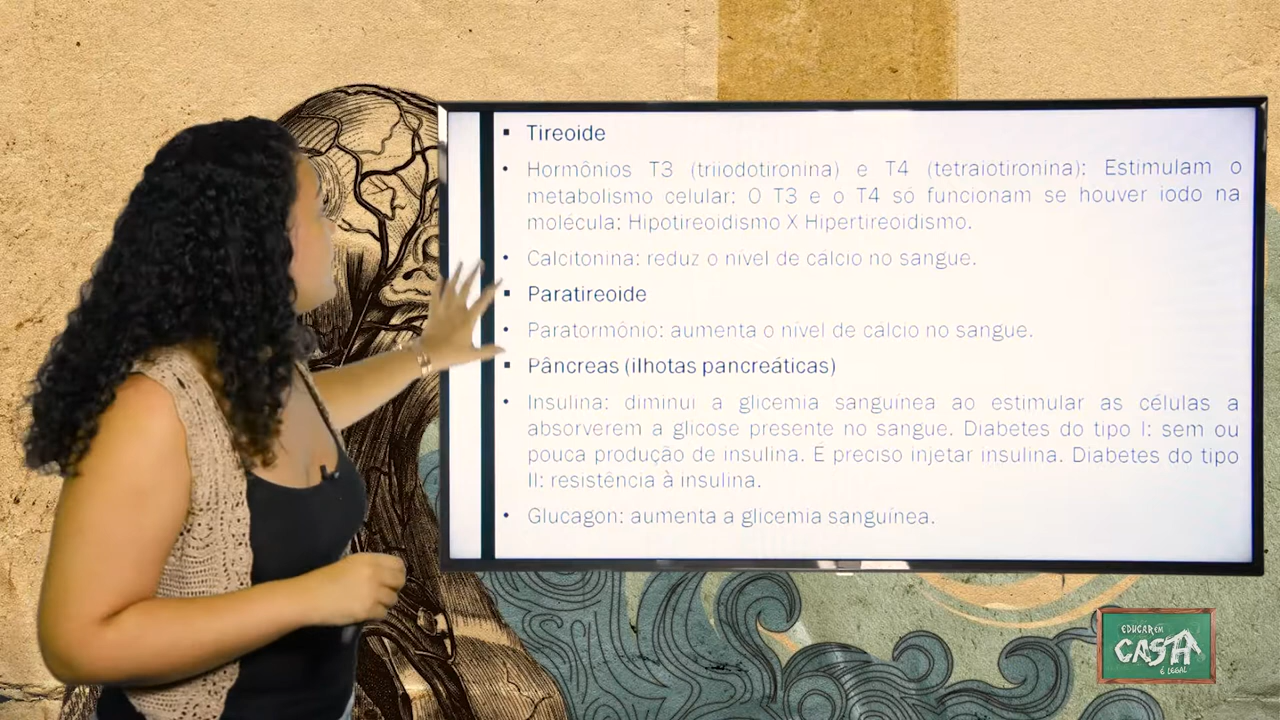 Tireoide
Hormônios T3 (triiodotironina) e T4 (tetraiotironina): Estimulam o
metabolismo celular: O T3 e o T4 só funcionam se houver iodo na
molécula: Hipotireoidismo X Hipertireoidismo.
Calcitonina: reduz o nível de cálcio no sangue.
Paratireoide
Paratormônio: aumenta o nível de cálcio no sangue.
Pâncreas (ilhotas pancreáticas)
Insulina: diminui a glicemia sanguínea ao estimular as células a
absorverem a glicose presente no sangue. Diabetes do tipo I: sem ou
pouca produção de insulina. É preciso injetar insulina. Diabetes do tipo
II: resistência à insulina.
Glucagon: aumenta a glicemia sanguínea.
EDUCAR EM
CASA
É LEGAL